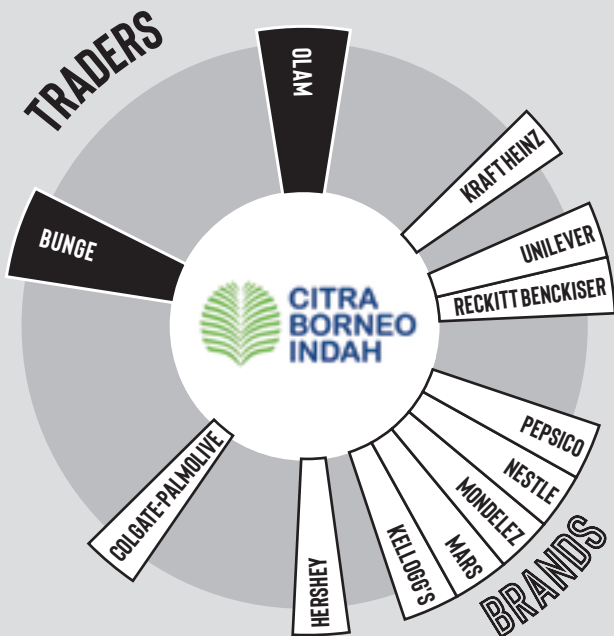 TRADERS
OLAM
BUNGE
CITRA
BORNEO
INDAH
KRAFT HEINZ
UNILEVER
RECKITT BENCKISER
PEPSICO
NESTLE
MONDELEZ
MARS
KELLOGG'S
HERSHEY
COLGATE-PALMOLIVE
BRANDS